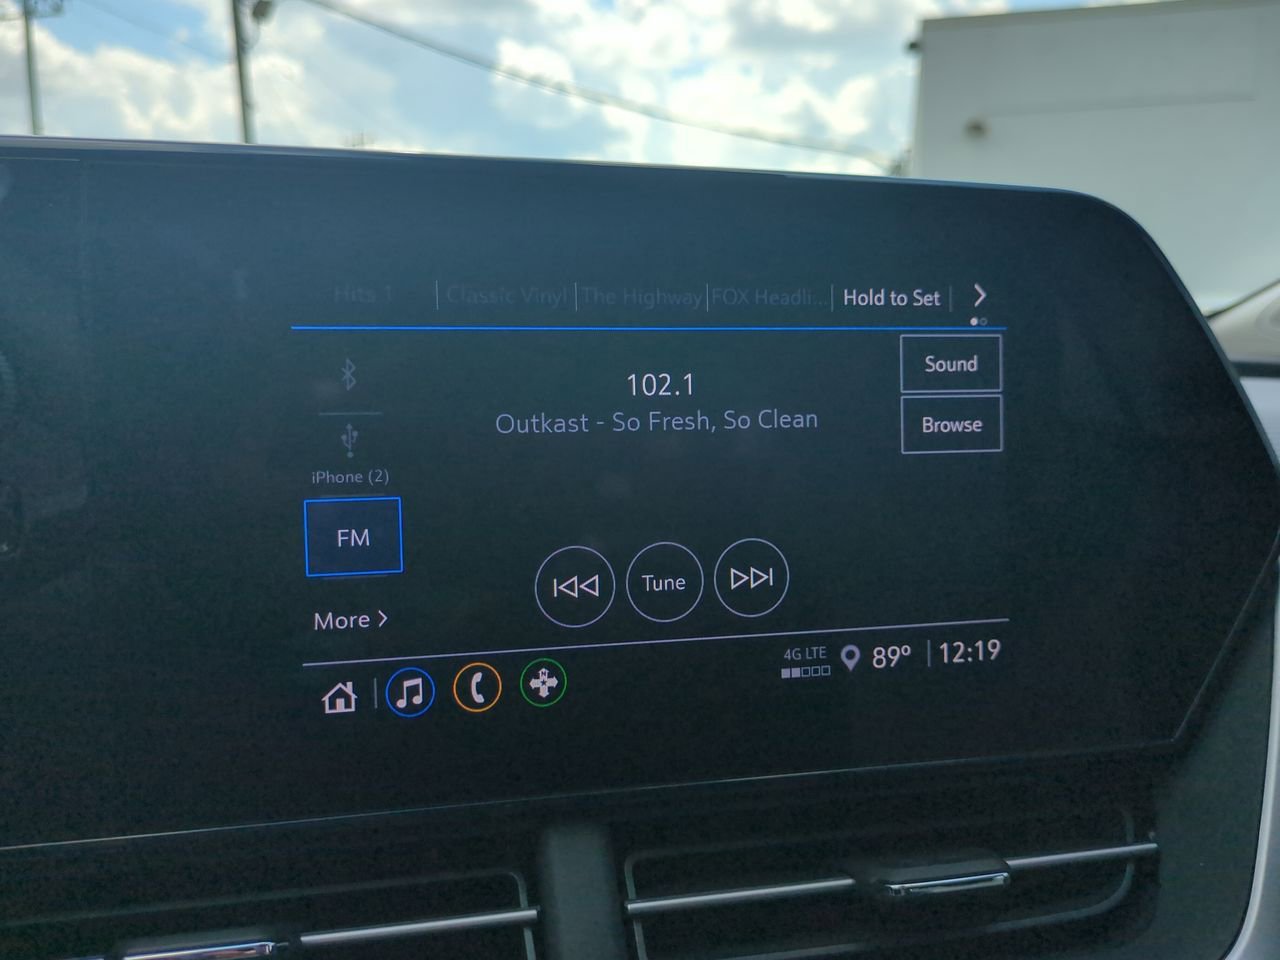 Hits 1
Classic Vinyl
The Highway
FOX Headli...
Hold to Set
Sound
102.1
Outkast - So Fresh, So Clean
Browse
iPhone (2)
FM
Tune
More
4G LTE
89º
12:19
N